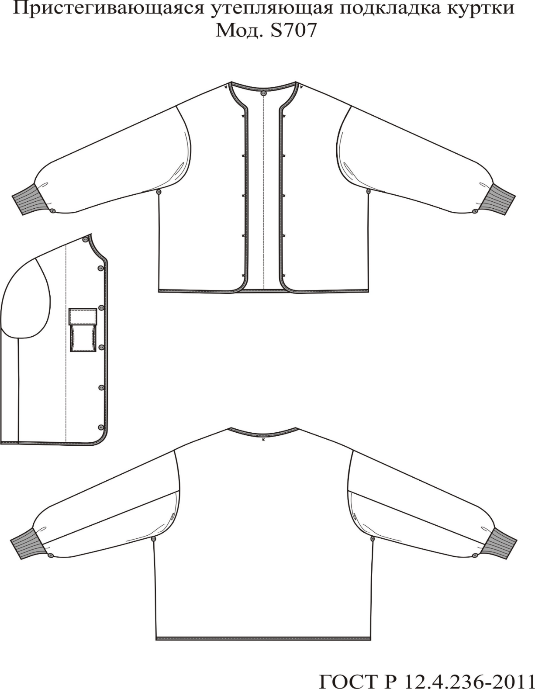 Пристегивающаяся утепляющая подкладка куртки
Мод. S707
ГОСТ Р 12.4.236-2011